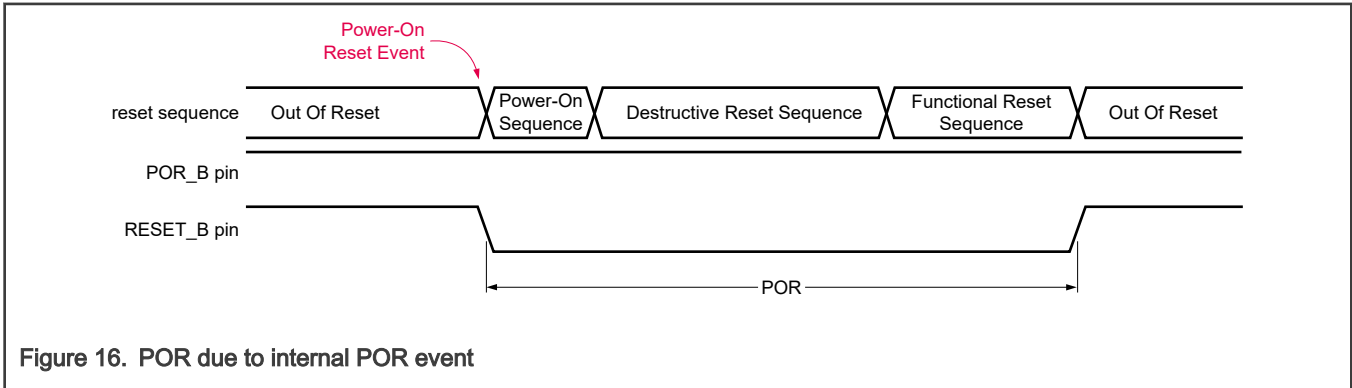 Power-On
Reset Event
reset sequence
Out Of Reset
Power-On
Sequence
Destructive Reset Sequence
Functional Reset
Sequence
Out Of Reset
POR_B pin
RESET_B pin
POR
Figure 16. POR due to internal POR event